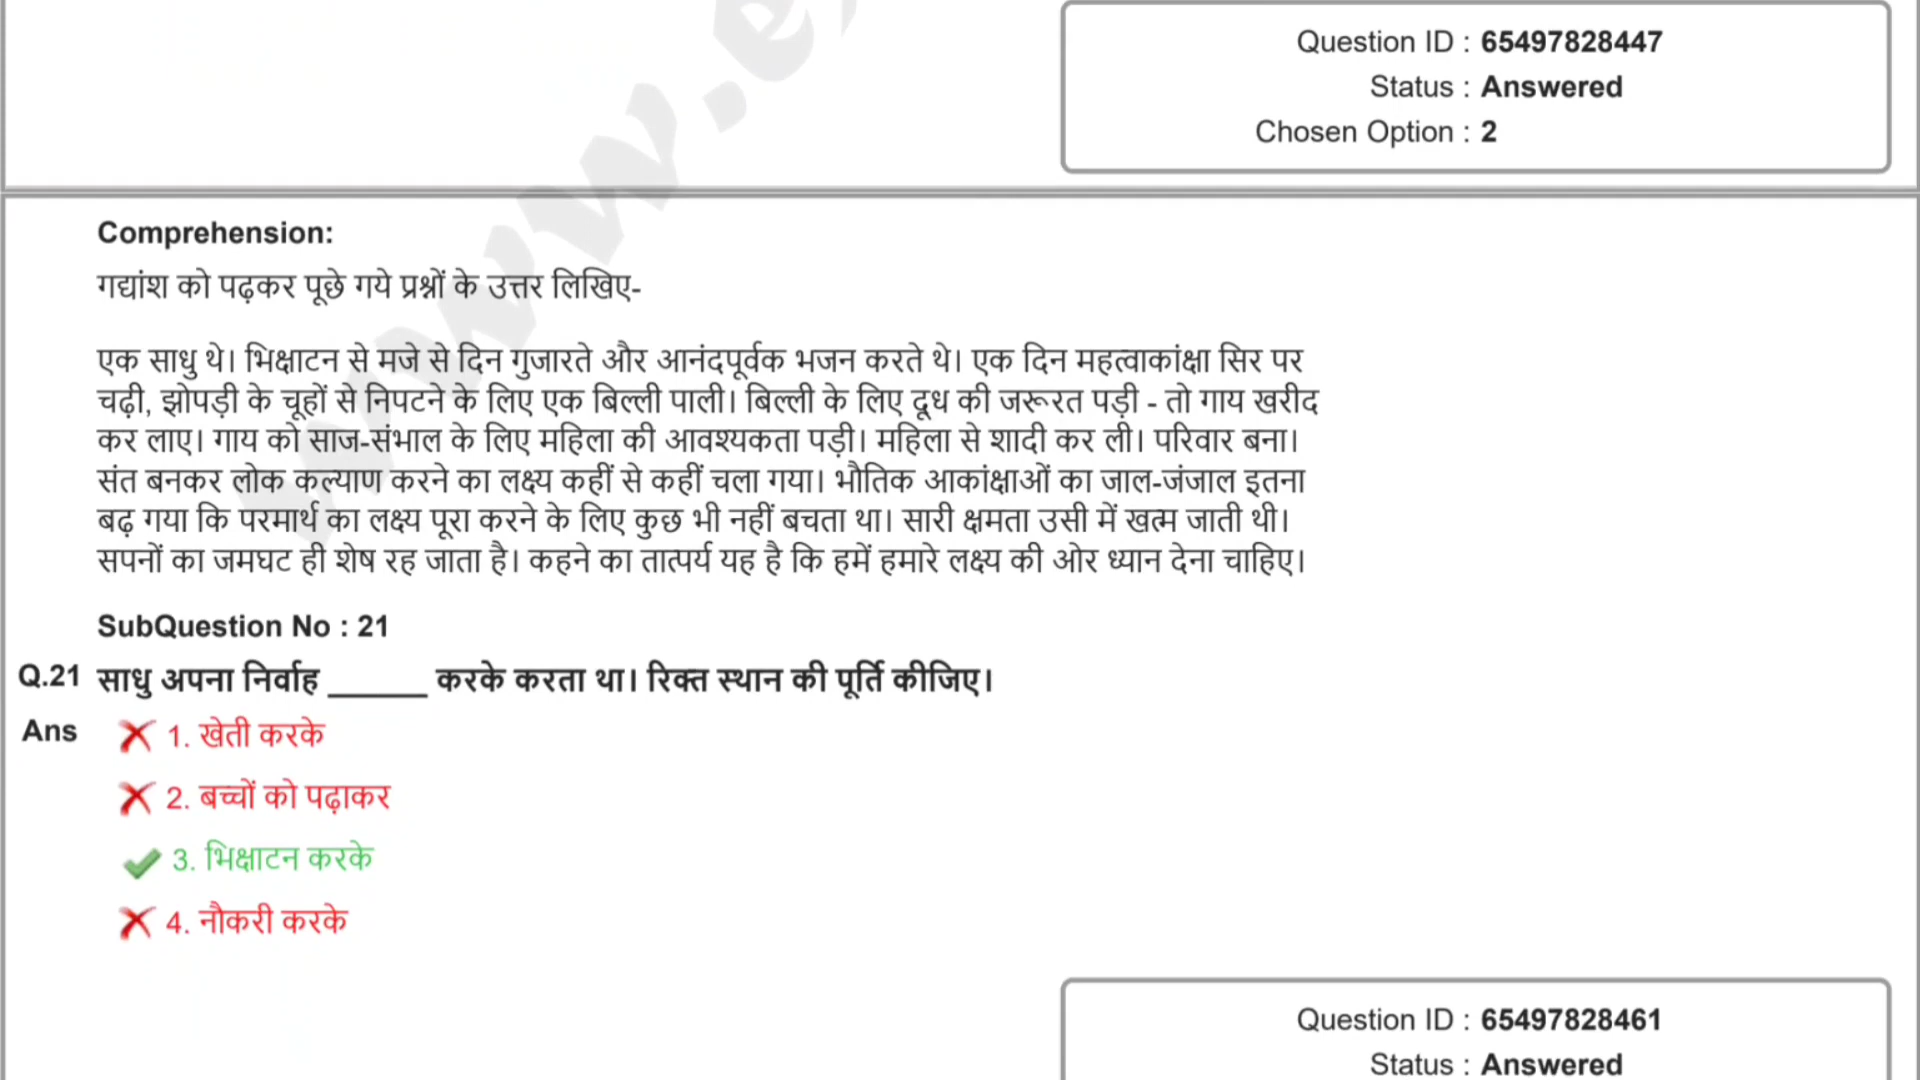 Question ID : 65497828447
Status : Answered
Chosen Option : 2
Comprehension:
गद्यांश को पढ़कर पूछे गये प्रश्नों के उत्तर लिखिए-
एक साधु थे। भिक्षाटन से मजे से दिन गुजारते और आनंदपूर्वक भजन करते थे। एक दिन महत्वाकांक्षा सिर पर
चढ़ी, झोपड़ी के चूहों से निपटने के लिए एक बिल्ली पाली। बिल्ली के लिए दूध की जरूरत पड़ी - तो गाय खरीद
कर लाए। गाय को साज-संभाल के लिए महिला की आवश्यकता पड़ी। महिला से शादी कर ली। परिवार बना।
संत बनकर लोक कल्याण करने का लक्ष्य कहीं से कहीं चला गया। भौतिक आकांक्षाओं का जाल-जंजाल इतना
बढ़ गया कि परमार्थ का लक्ष्य पूरा करने के लिए कुछ भी नहीं बचता था। सारी क्षमता उसी में खत्म जाती थी।
सपनों का जमघट ही शेष रह जाता है। कहने का तात्पर्य यह है कि हमें हमारे लक्ष्य की ओर ध्यान देना चाहिए।
SubQuestion No : 21
Q.21 साधु अपना निर्वाह ______ करके करता था। रिक्त स्थान की पूर्ति कीजिए।
Ans 1. खेती करके
2. बच्चों को पढ़ाकर
3. भिक्षाटन करके
4. नौकरी करके
Question ID : 65497828461
Status : Answered
www.e